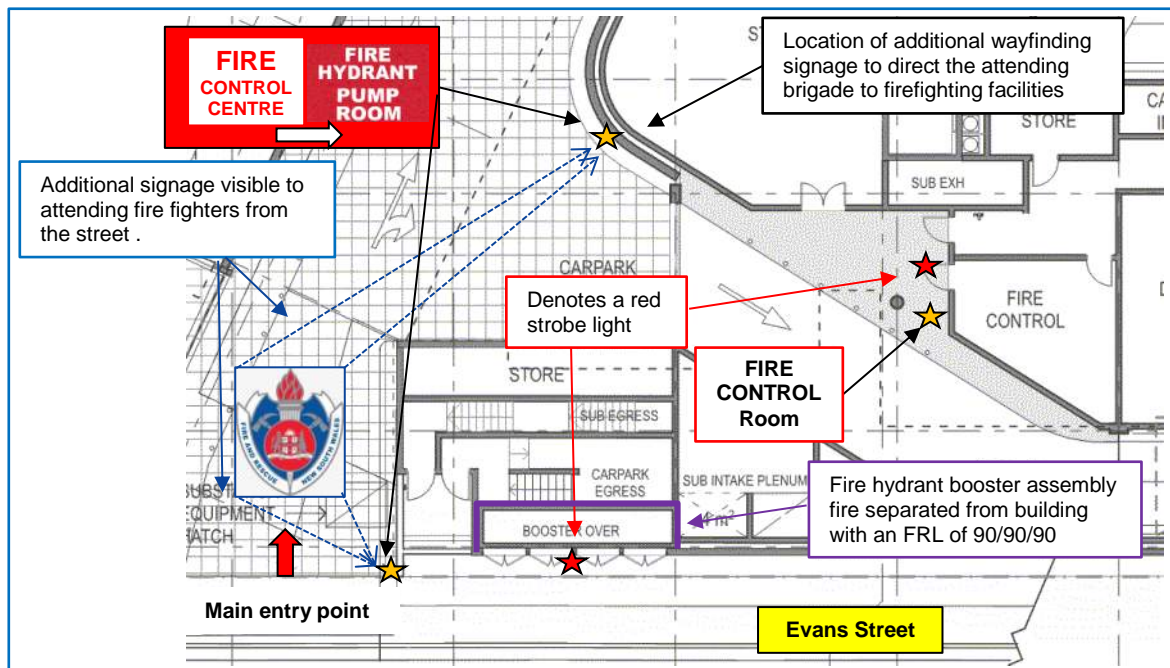 FIRE
CONTROL
CENTRE
FIRE
HYDRANT
PUMP
ROOM
Location of additional wayfinding
signage to direct the attending
brigade to firefighting facilities
STORE
SUB EXH
Additional signage visible to
attending fire fighters from
the street .
CARPARK
Denotes a red
strobe light
FIRE
CONTROL
FIRE
CONTROL
Room
STORE
SUB EGRESS
FIRE AND RESCUE NEW SOUTH WALES
CARPARK
EGRESS
SUB INTAKE PLENUM
Fire hydrant booster assembly
fire separated from building
with an FRL of 90/90/90
BOOSTER OVER
SUBST
EQUIPMENT
HATCH
Main entry point
Evans Street